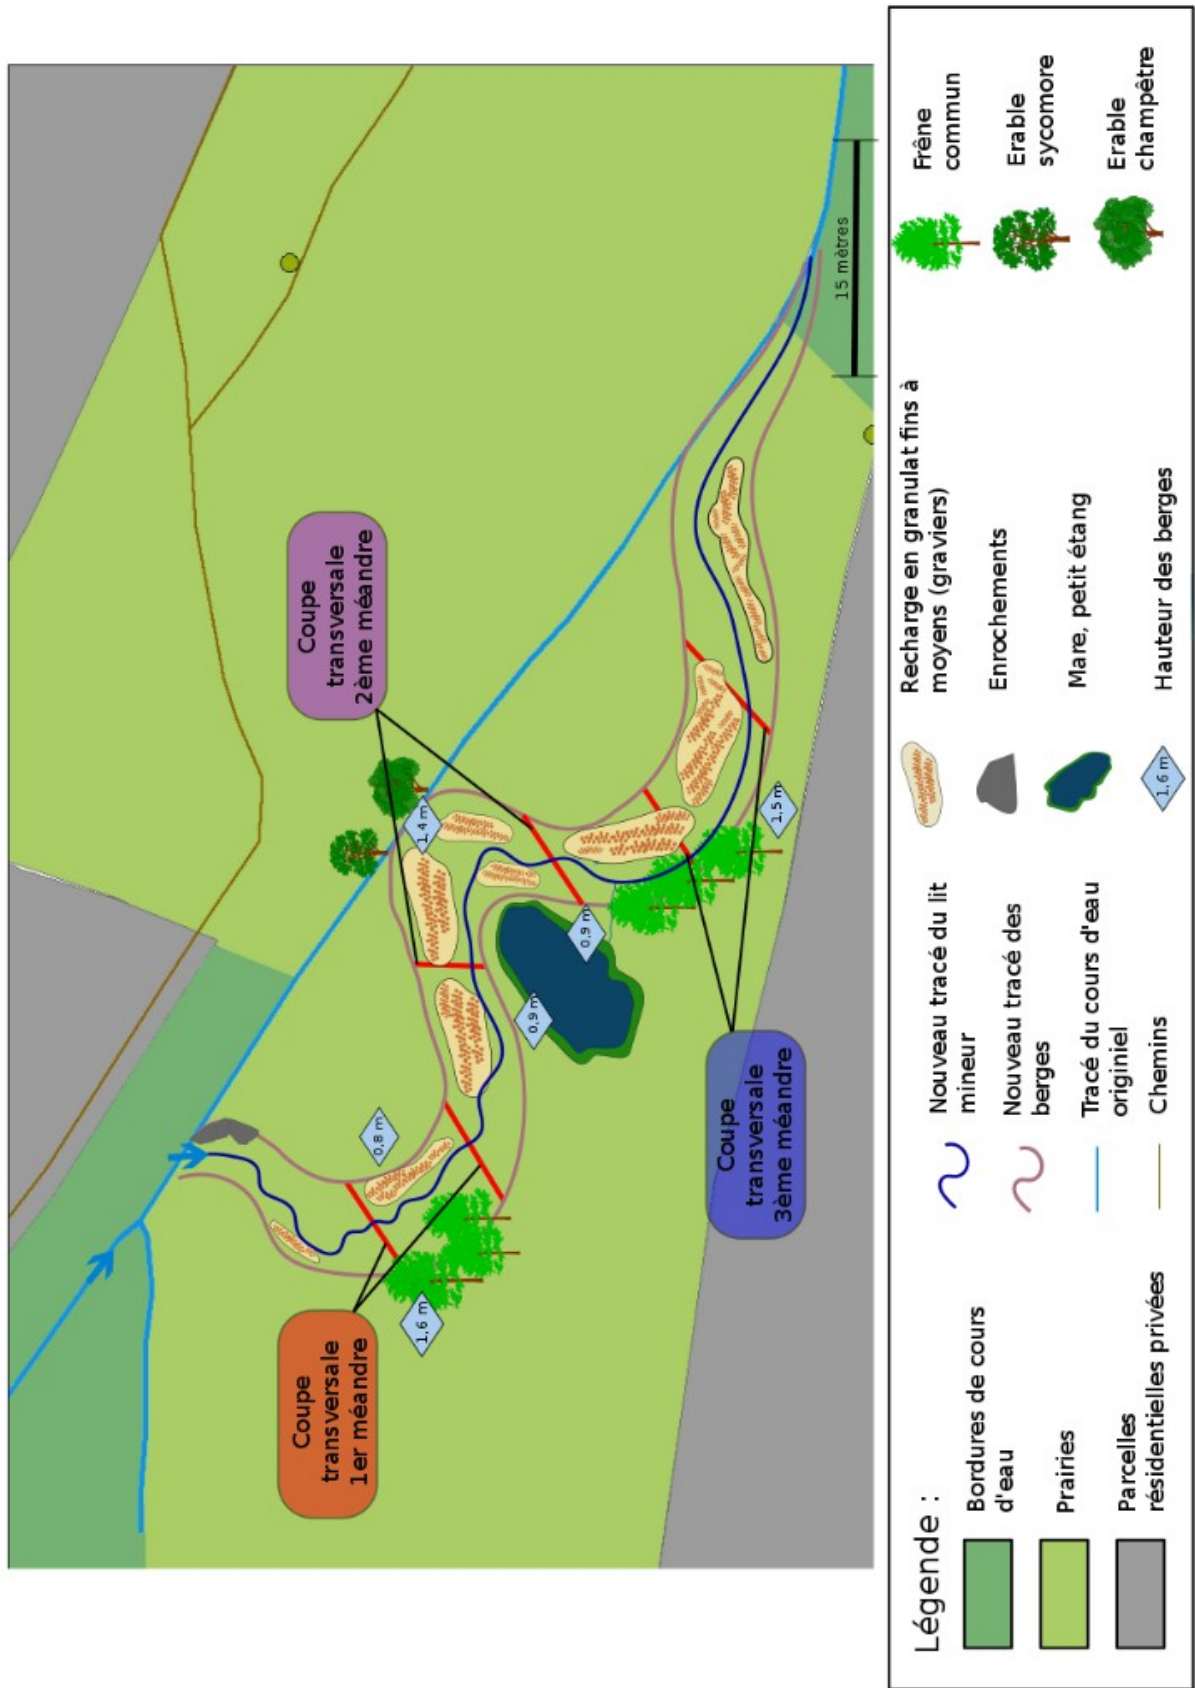 Coupe
transversale
1er méandre
Coupe
transversale
2ème méandre
Coupe
transversale
3ème méandre
1,6 m
0,8 m
0,9 m
0,9 m
1,4 m
1,5 m
15 mètres
Légende :
Bordures de cours
d'eau
Prairies
Parcelles
résidentielles privées
Nouveau tracé du lit
mineur
Nouveau tracé des
berges
Tracé du cours d'eau
originiel
Chemins
Recharge en granulat fins à
moyens (graviers)
Enrochements
Mare, petit étang
1,6 m
Hauteur des berges
Frêne
commun
Erable
sycomore
Erable
champêtre